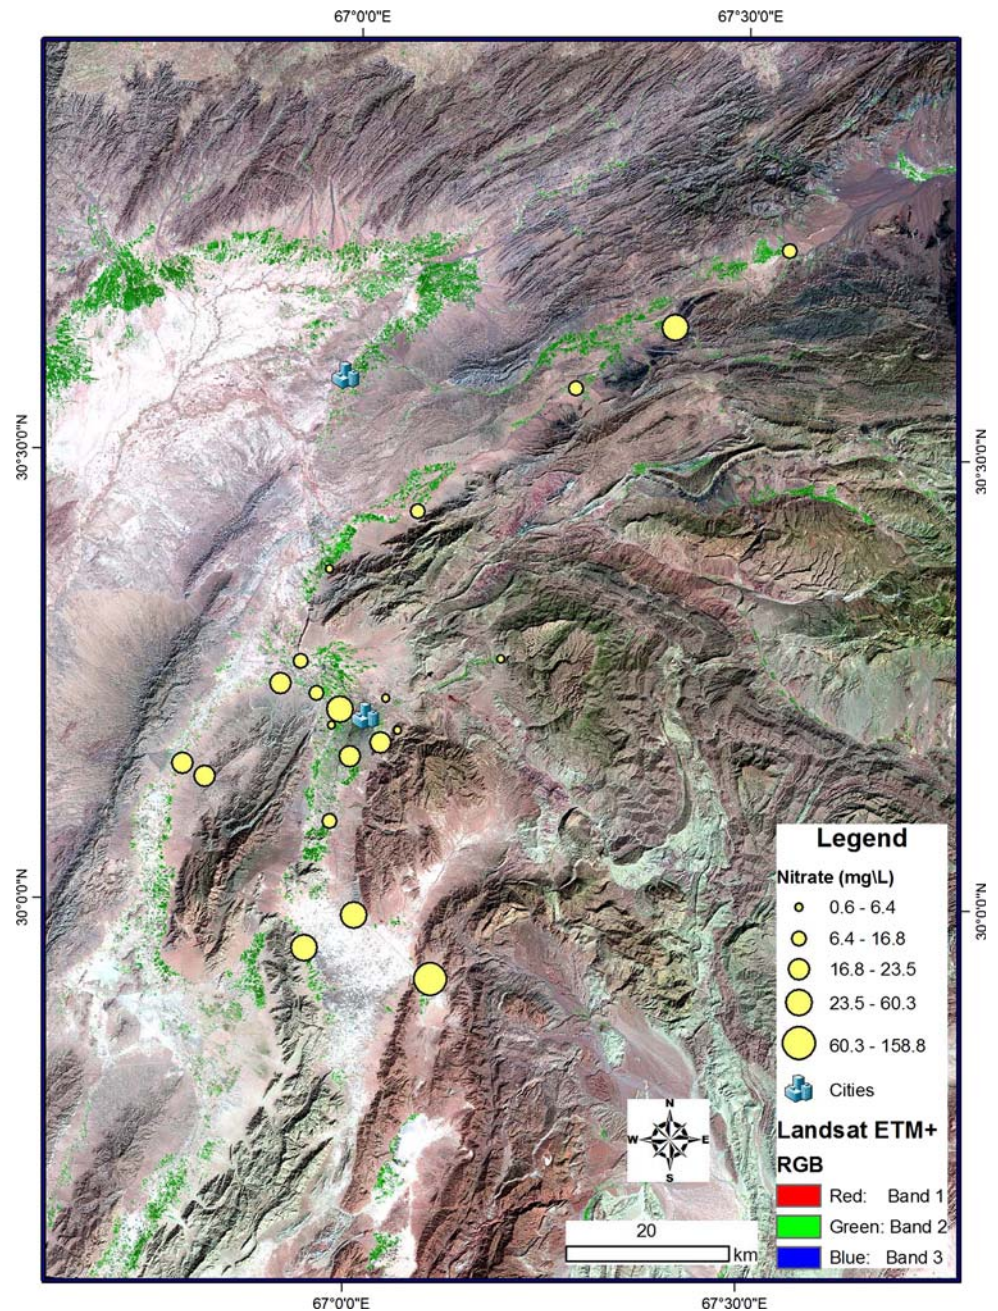 67°0'0"E
67°30'0"E
30°30'0"N
30°30'0"N
30°0'0"N
30°0'0"N
Legend
Nitrate (mg\L)
0.6 - 6.4
6.4 - 16.8
16.8 - 23.5
23.5 - 60.3
60.3 - 158.8
Cities
Landsat ETM+
RGB
Red: Band 1
Green: Band 2
Blue: Band 3
N
W
E
S
20
km
67°0'0"E
67°30'0"E